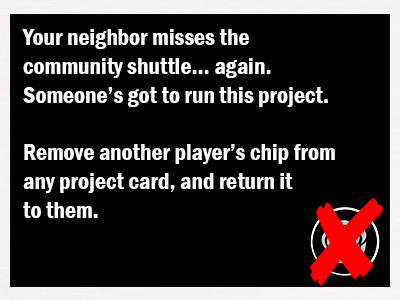 Your neighbor misses the
community shuttle... again.
Someone's got to run this project.
Remove another player's chip from
any project card, and return it
to them.